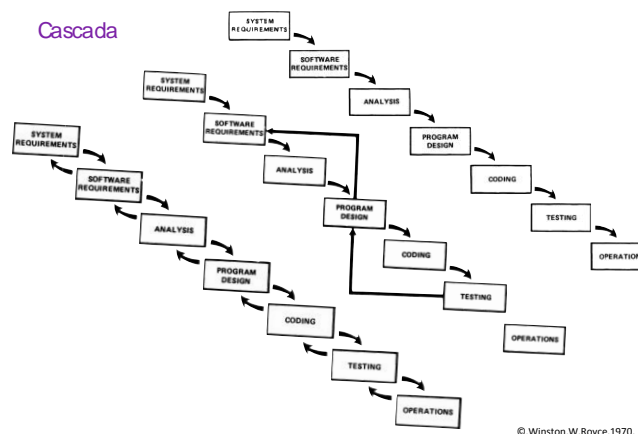 Cascada
SYSTEM
REQUIREMENTS
SOFTWARE
REQUIREMENTS
ANALYSIS
PROGRAM
DESIGN
CODING
TESTING
OPERATION
SYSTEM
REQUIREMENTS
SOFTWARE
REQUIREMENTS
ANALYSIS
PROGRAM
DESIGN
CODING
TESTING
OPERATIONS
SYSTEM
REQUIREMENTS
SOFTWARE
REQUIREMENTS
ANALYSIS
PROGRAM
DESIGN
CODING
TESTING
OPERATIONS
© Winston W Royce 1970